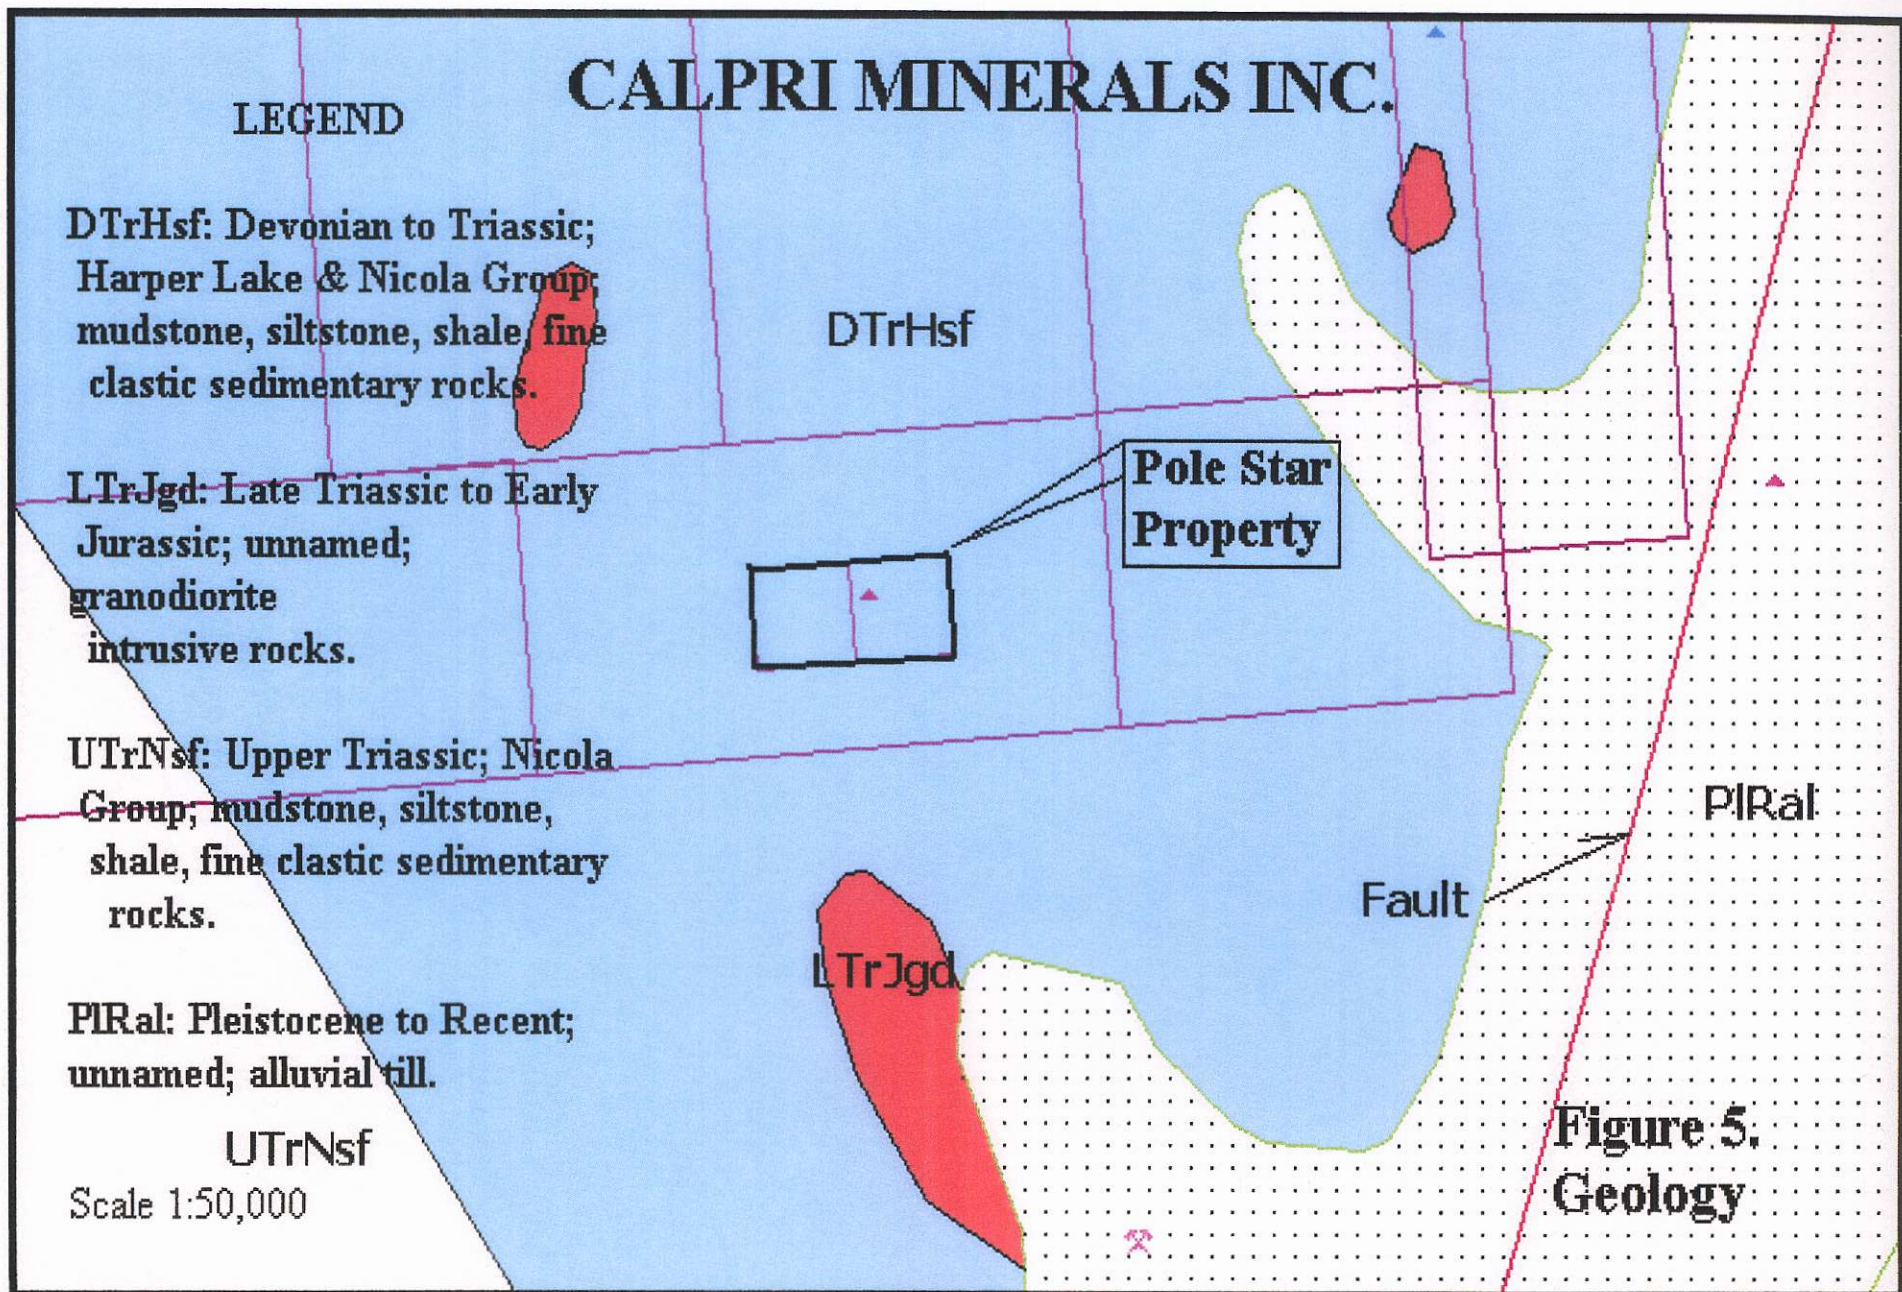 CALPRI MINERALS INC.
LEGEND
DTrHsf: Devonian to Triassic;
Harper Lake & Nicola Group;
mudstone, siltstone, shale, fine
clastic sedimentary rocks.
LTrJgd: Late Triassic to Early
Jurassic; unnamed;
granodiorite
intrusive rocks.
UTrNsf: Upper Triassic; Nicola
Group; mudstone, siltstone,
shale, fine clastic sedimentary
rocks.
PlRal: Pleistocene to Recent;
unnamed; alluvial till.
UTrNsf
Scale 1:50,000
DTrHsf
Pole Star
Property
LTrJgd
PlRal
Fault
Figure 5.
Geology